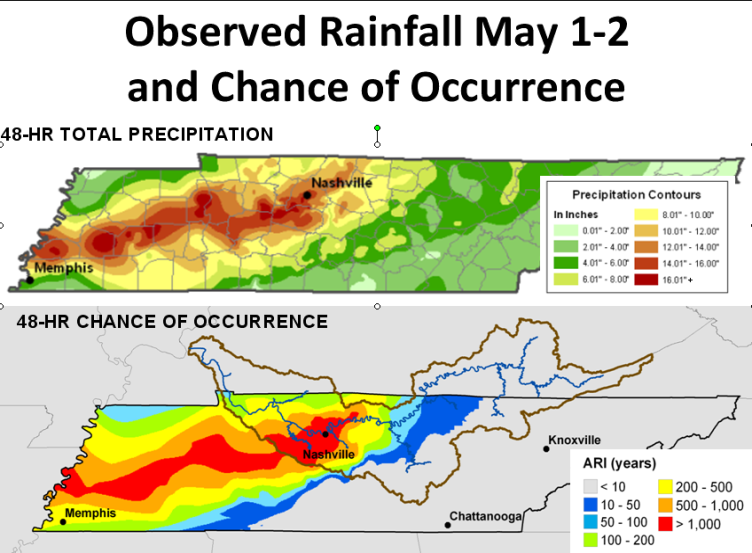 Observed Rainfall May 1-2
and Chance of Occurrence
48-HR TOTAL PRECIPITATION
Nashville
Memphis
Precipitation Contours
In Inches
0.01" - 2.00"
2.01" - 4.00"
4.01" - 6.00"
6.01" - 8.00"
8.01" - 10.00"
10.01" - 12.00"
12.01" - 14.00"
14.01" - 16.00"
16.01"+
48-HR CHANCE OF OCCURRENCE
Nashville
Knoxville
Memphis
Chattanooga
ARI (years)
< 10
10 - 50
50 - 100
100 - 200
200 - 500
500 - 1,000
> 1,000